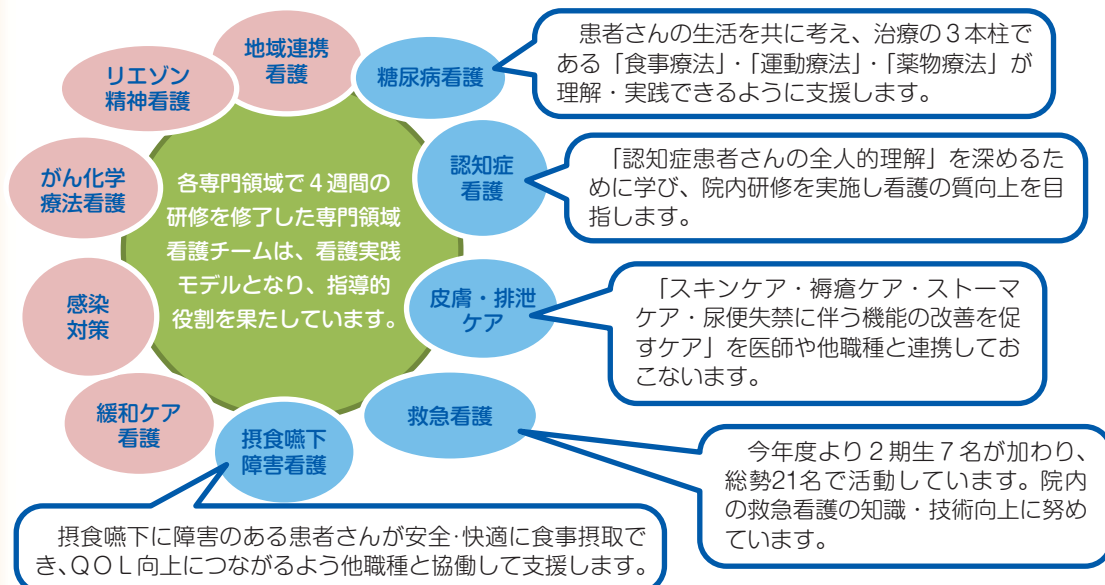 地域連携
看護
糖尿病看護
患者さんの生活を共に考え、治療の3本柱で
ある「食事療法」・「運動療法」・「薬物療法」が
理解・実践できるように支援します。
認知症
看護
「認知症患者さんの全人的理解」を深めるた
めに学び、院内研修を実施し看護の質向上を目
指します。
皮膚・排泄
ケア
「スキンケア・褥瘡ケア・ストーマ
ケア・尿便失禁に伴う機能の改善を促
すケア」を医師や他職種と連携してお
こないます。
救急看護
今年度より2期生7名が加わり、
総勢21名で活動しています。院内
の救急看護の知識・技術向上に努め
ています。
摂食嚥下
障害看護
摂食嚥下に障害のある患者さんが安全・快適に食事摂取で
き、QOL向上につながるよう他職種と協働して支援します。
緩和ケア
看護
感染
対策
がん化学
療法看護
リエゾン
精神看護
各専門領域で4週間の
研修を修了した専門領域
看護チームは、看護実践
モデルとなり、指導的
役割を果たしています。